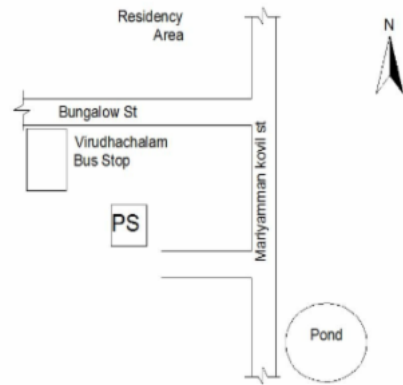 Residency
Area
N
Bungalow St
Virudhachalam
Bus Stop
Mariyamman kovil st
PS
Pond